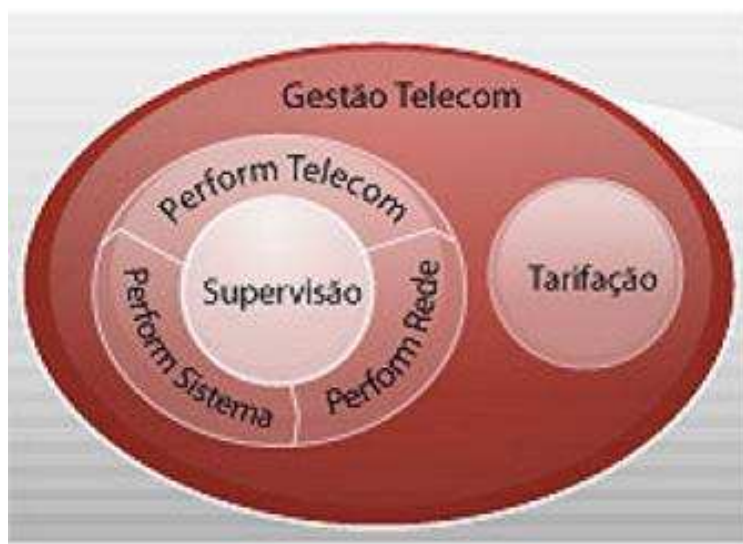 Gestão Telecom
Perform Telecom
Supervisão
Tarifação
Perform Sistema
Perform Rede